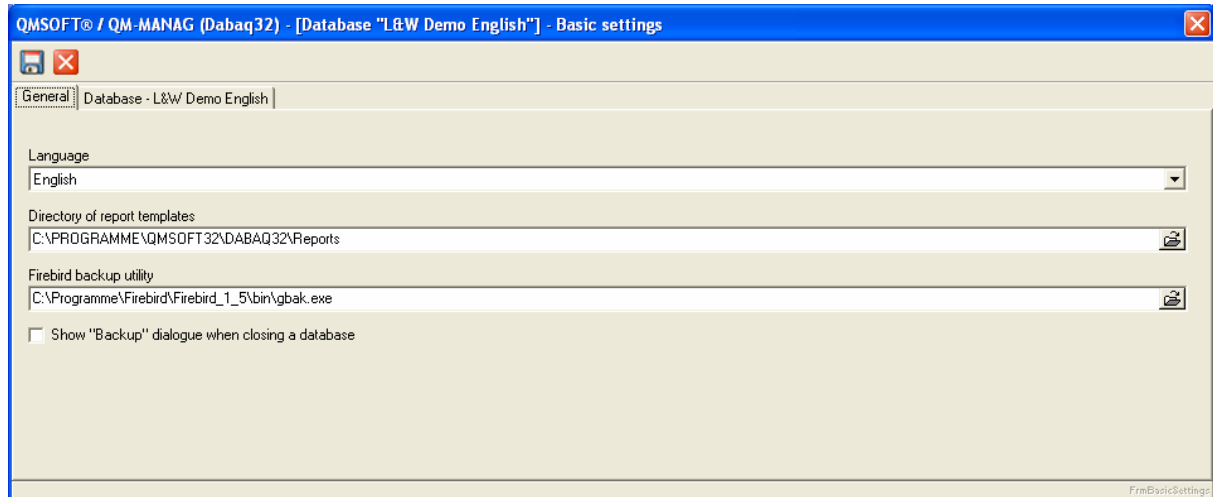 QMSOFT® / QM-MANAG (Dabaq32) - [Database "L&W Demo English"] - Basic settings
General
Database - L&W Demo English
Language
English
Directory of report templates
C:\PROGRAMME\QMSOFT32\DABAQ32\Reports
Firebird backup utility
C:\Programme\Firebird\Firebird_1_5\bin\gbak.exe
Show "Backup" dialogue when closing a database
FrmBasicSettings